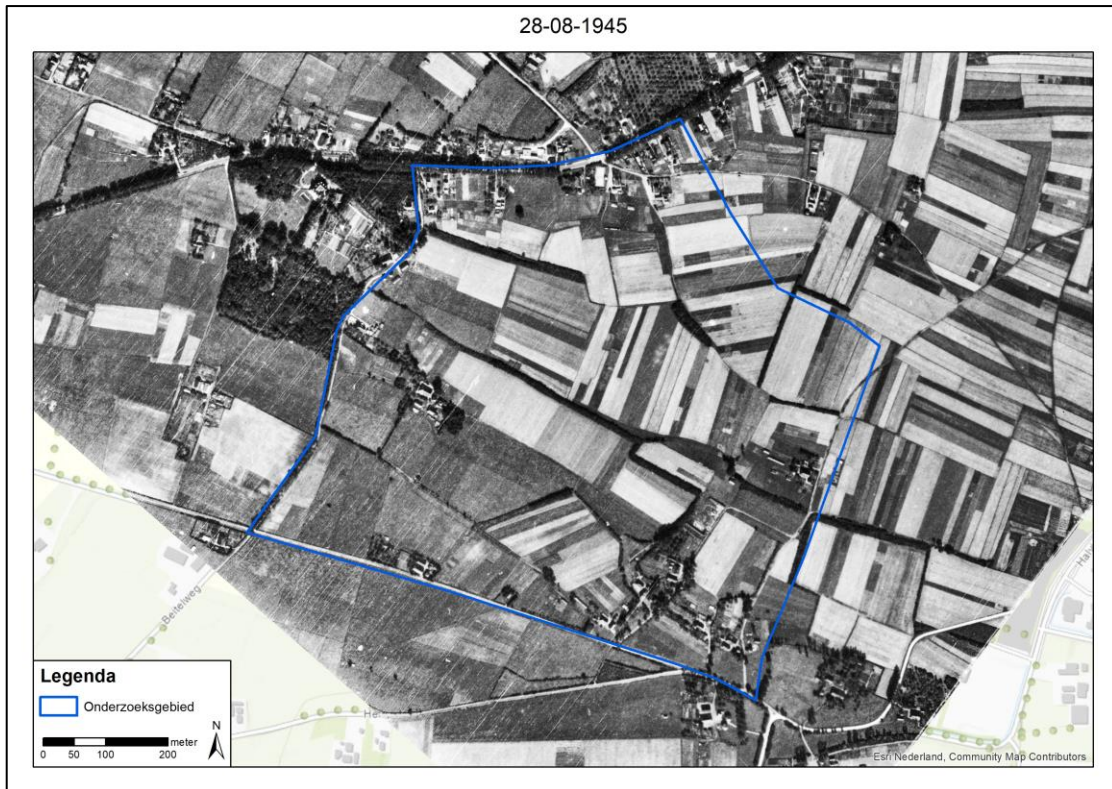 28-08-1945
Beitelweg
Legenda
Onderzoeksgebied
N
meter
0 50 100 200
Esri Nederland, Community Map Contributors